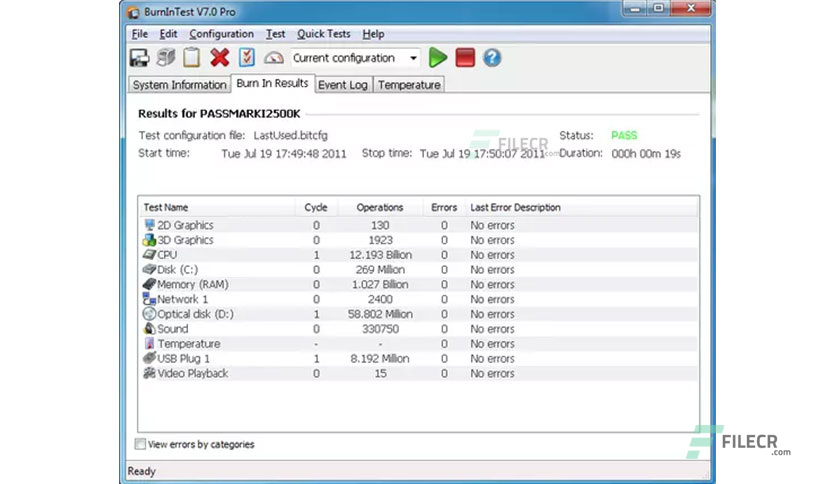 BurnInTest V7.0 Pro
File Edit Configuration Test Quick Tests Help
Current configuration
System Information Burn In Results Event Log Temperature
Results for PASSMARKI2500K
Test configuration file: LastUsed.bitcfg Status: PASS
FILECR .com
Start time: Tue Jul 19 17:49:48 2011 Stop time: Tue Jul 19 17:50:07 2011 Duration: 000h 00m 19s
Test Name Cycle Operations Errors Last Error Description
2D Graphics 0 130 0 No errors
3D Graphics 0 1923 0 No errors
CPU 1 12.193 Billion 0 No errors
Disk (C:) 0 269 Million 0 No errors
Memory (RAM) 0 1.027 Billion 0 No errors
Network 1 0 2400 0 No errors
Optical disk (D:) 1 58.802 Million 0 No errors
Sound 0 330750 0 No errors
Temperature - - 0 No errors
USB Plug 1 1 8.192 Million 0 No errors
Video Playback 0 15 0 No errors
View errors by categories
FILECR
.com
Ready